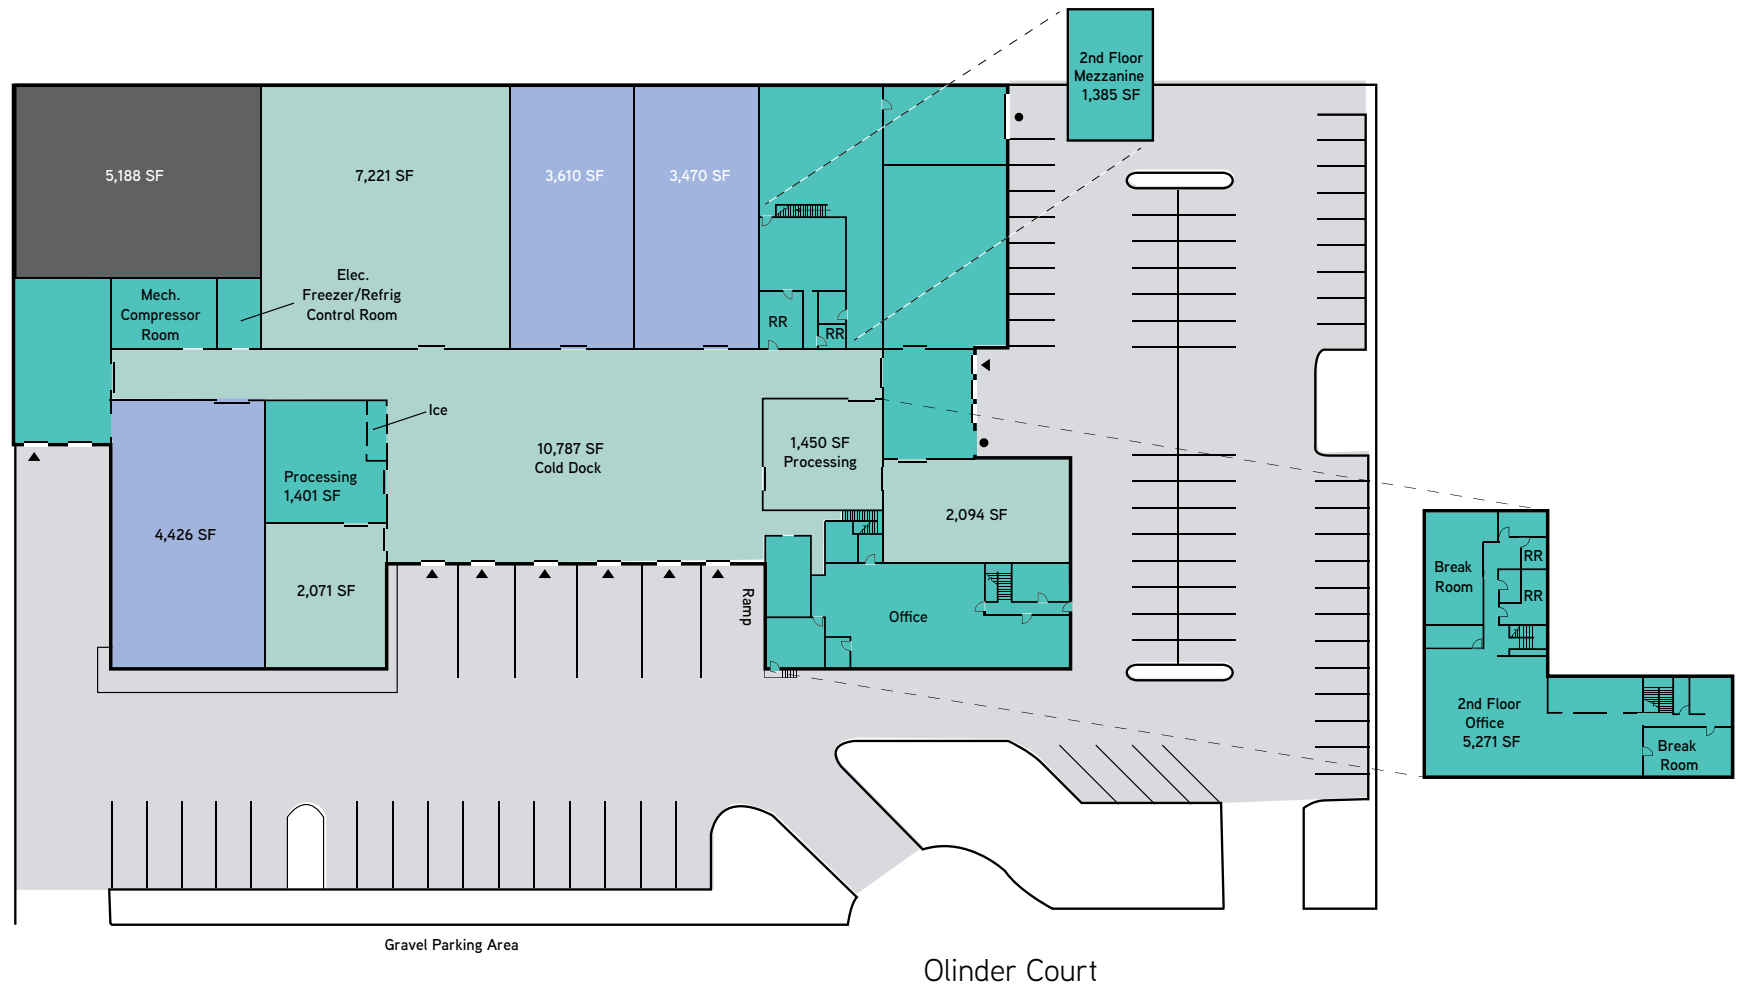 2nd Floor
Mezzanine
1,385 SF
5,188 SF
7,221 SF
3,610 SF
3,470 SF
Elec.
Freezer/Refrig
Control Room
Mech.
Compressor
Room
RR
RR
Ice
10,787 SF
Cold Dock
1,450 SF
Processing
Processing
1,401 SF
4,426 SF
2,094 SF
2,071 SF
Ramp
Office
Break
Room
RR
RR
2nd Floor
Office
5,271 SF
Break
Room
Gravel Parking Area
Olinder Court